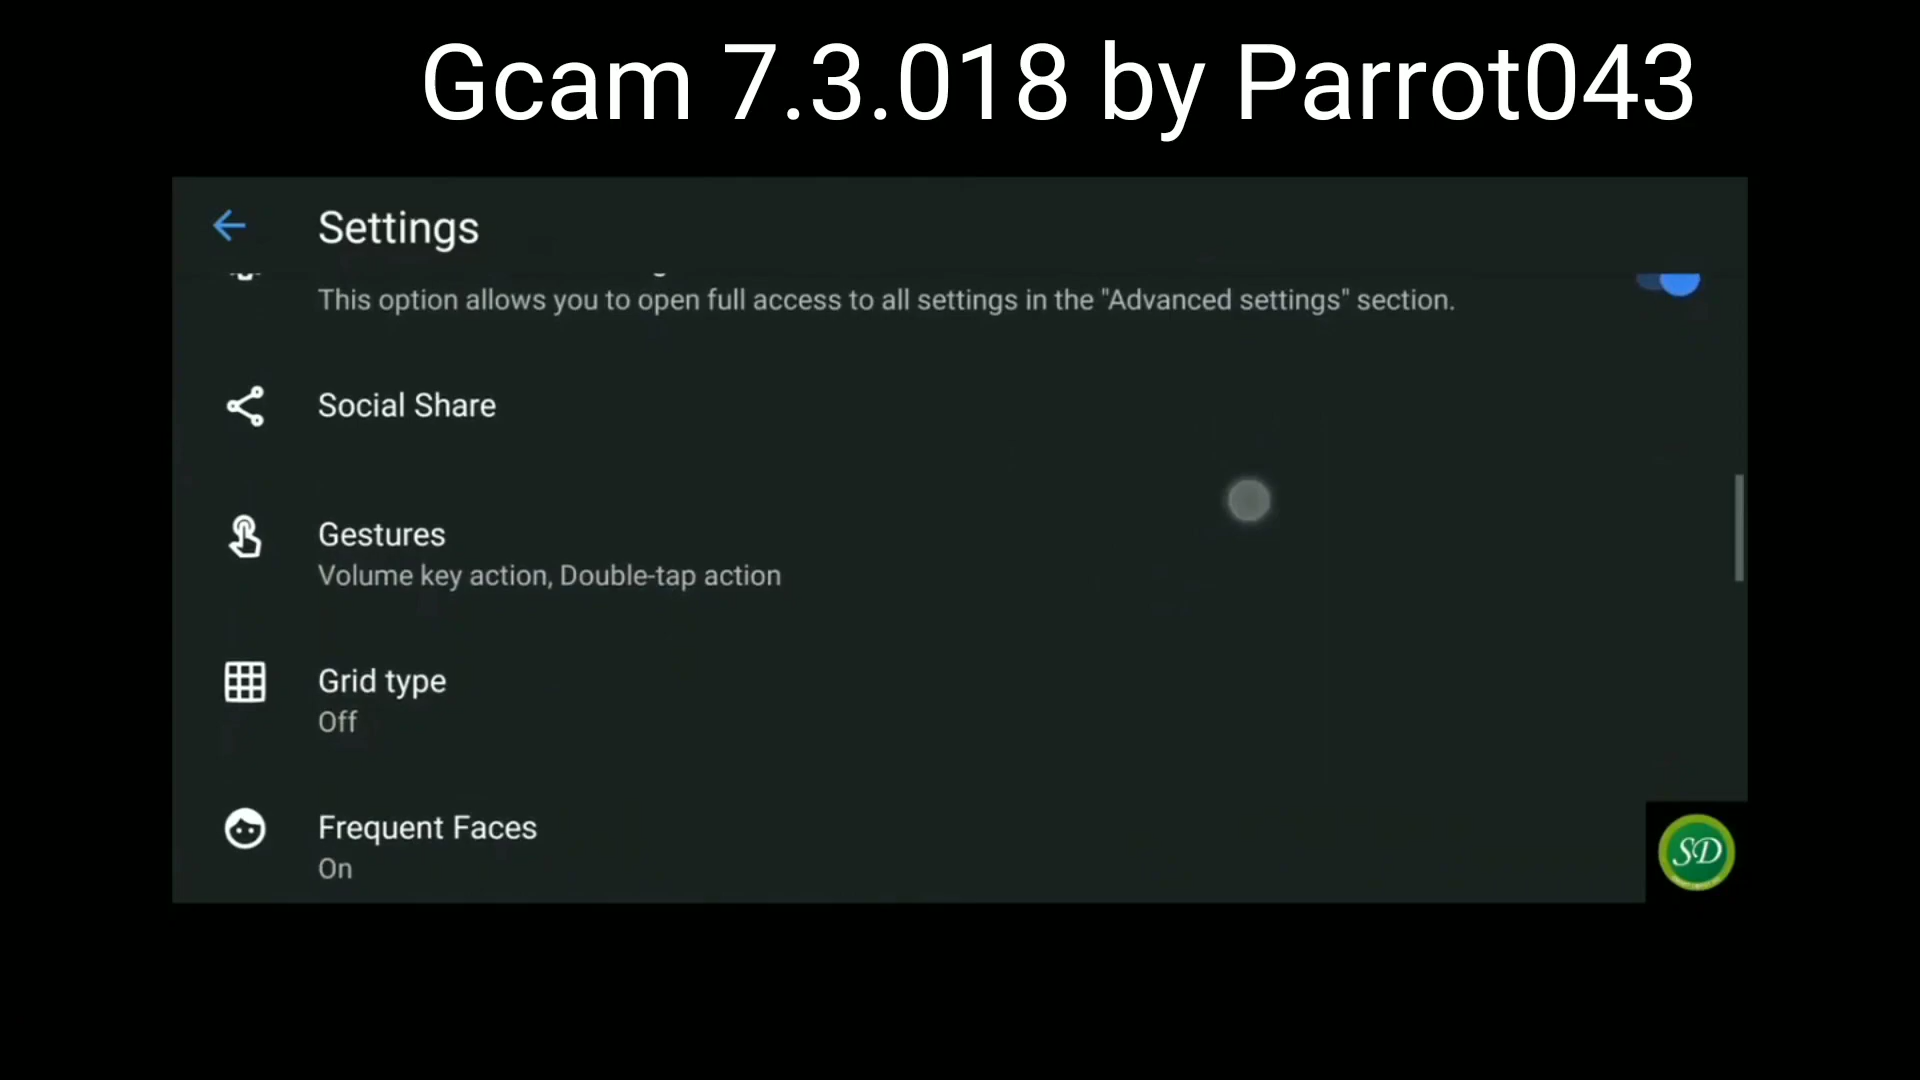 Gcam 7.3.018 by Parrot043
Settings
This option allows you to open full access to all settings in the "Advanced settings" section.
Social Share
Gestures
Volume key action, Double-tap action
Grid type
Off
Frequent Faces
On
SD